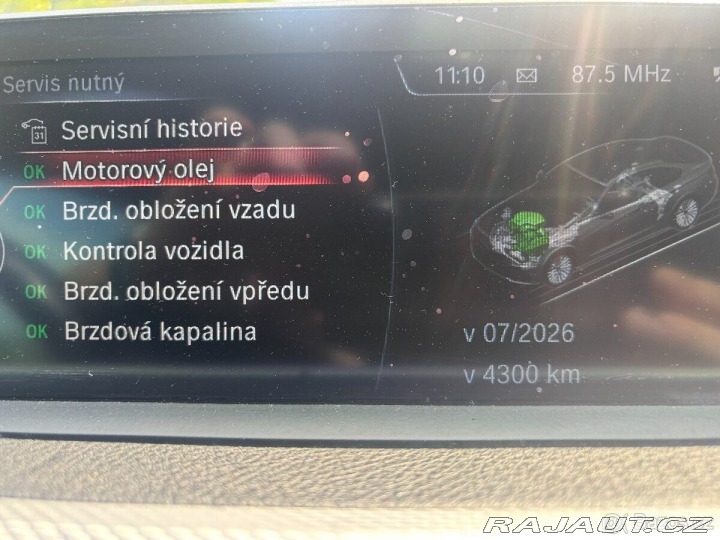 Servis nutný
11:10
87.5 MHz
31
Servisní historie
OK Motorový olej
OK Brzd. obložení vzadu
OK Kontrola vozidla
OK Brzd. obložení vpředu
OK Brzdová kapalina
v 07/2026
v 4300 km
RAJAUT.CZ